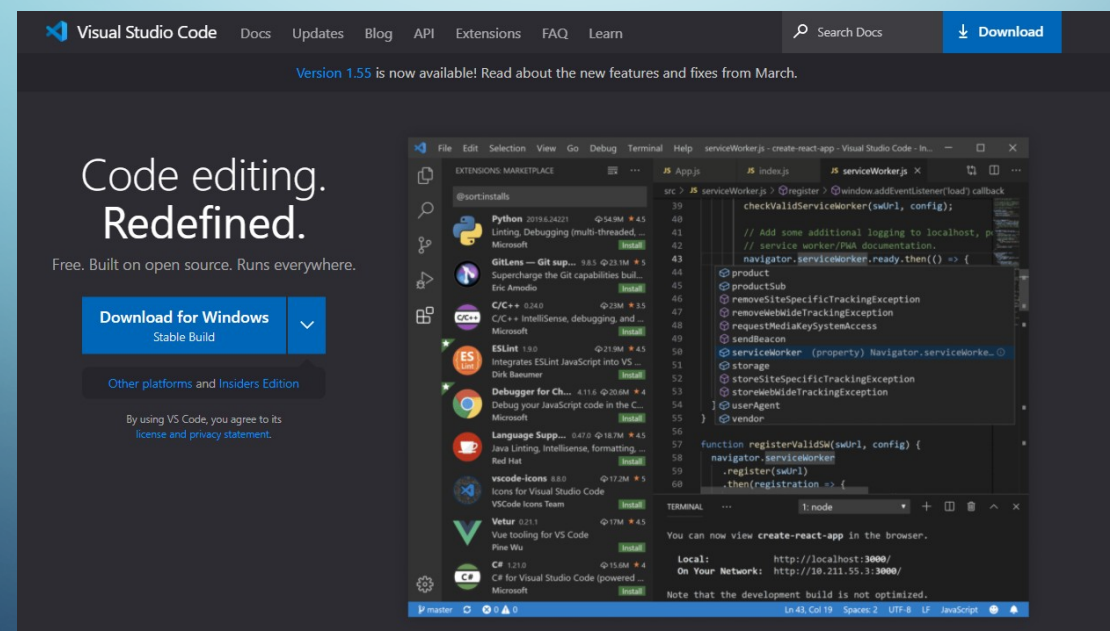 Visual Studio Code Docs Updates Blog API Extensions FAQ Learn Search Docs Download
Version 1.55 is now available! Read about the new features and fixes from March.
Code editing.
Redefined.
Free. Built on open source. Runs everywhere.
Download for Windows
Stable Build
Other platforms and Insiders Edition
By using VS Code, you agree to its
license and privacy statement.
File Edit Selection View Go Debug Terminal Help serviceWorker.js - create-react-app - Visual Studio Code - In...
EXTENSIONS: MARKETPLACE
@sort:installs
Python 2019.6.24221 54.9M 4.5
Linting, Debugging (multi-threaded, ...
Microsoft Install
GitLens — Git sup... 9.8.5 23.1M 5
Supercharge the Git capabilities buil...
Eric Amodio Install
C/C++ 0.24.0 23M 3.5
C/C++ IntelliSense, debugging, and ...
Microsoft Install
ESLint 1.9.0 21.9M 4.5
Integrates ESLint JavaScript into VS ...
Dirk Baeumer Install
Debugger for Ch... 4.11.6 20.6M 4
Debug your JavaScript code in the C...
Microsoft Install
Language Supp... 0.47.0 18.7M 4.5
Java Linting, Intellisense, formatting, ...
Red Hat Install
vscode-icons 8.8.0 17.2M 5
Icons for Visual Studio Code
VSCode Icons Team Install
Vetur 0.21.1 17M 4.5
Vue tooling for VS Code
Pine Wu Install
C# 1.21.0 15.6M 4
C# for Visual Studio Code (powered ...
Microsoft Install
JS App.js JS index.js JS serviceWorker.js
src > JS serviceWorker.js > register > window.addEventListener('load') callback
39 checkValidServiceWorker(swUrl, config);
40
41 // Add some additional logging to localhost, p
42 // service worker/PWA documentation.
43 navigator.serviceWorker.ready.then(() => {
44 product
45 productSub
46 removeSiteSpecificTrackingException
47 removeWebWideTrackingException
48 requestMediaKeySystemAccess
49 sendBeacon
50 serviceWorker (property) Navigator.serviceWorke...
51 storage
52 storeSiteSpecificTrackingException
53 storeWebWideTrackingException
54 ] userAgent
55 } vendor
56
57 function registerValidSW(swUrl, config) {
58 navigator.serviceWorker
59 .register(swUrl)
60 .then(registration => {
TERMINAL ... 1: node
You can now view create-react-app in the browser.
Local: http://localhost:3000/
On Your Network: http://10.211.55.3:3000/
Note that the development build is not optimized.
master 0 0 Ln 43, Col 19 Spaces: 2 UTF-8 LF JavaScript